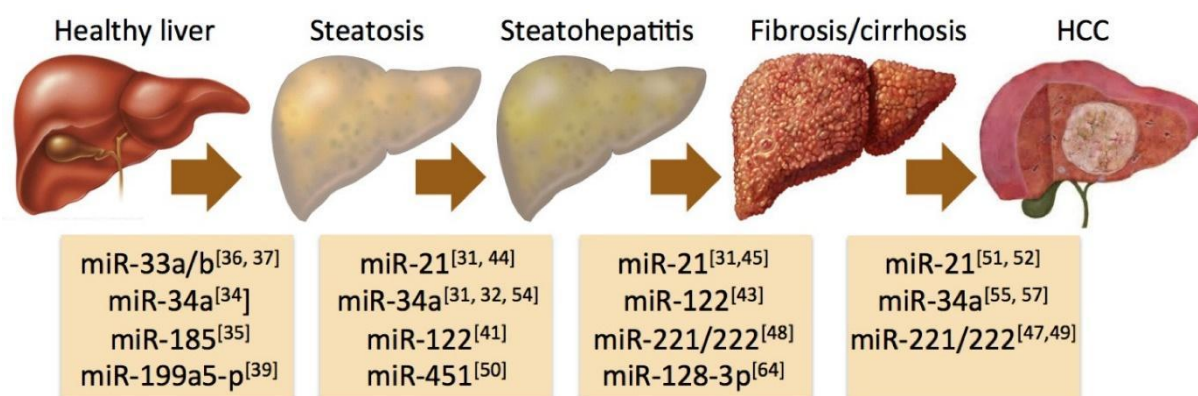 Healthy liver Steatosis Steatohepatitis Fibrosis/cirrhosis HCC
miR-33a/b[36, 37]
miR-34a[34]
miR-185[35]
miR-199a5-p[39]
miR-21[31, 44]
miR-34a[31, 32, 54]
miR-122[41]
miR-451[50]
miR-21[31,45]
miR-122[43]
miR-221/222[48]
miR-128-3p[64]
miR-21[51, 52]
miR-34a[55, 57]
miR-221/222[47,49]